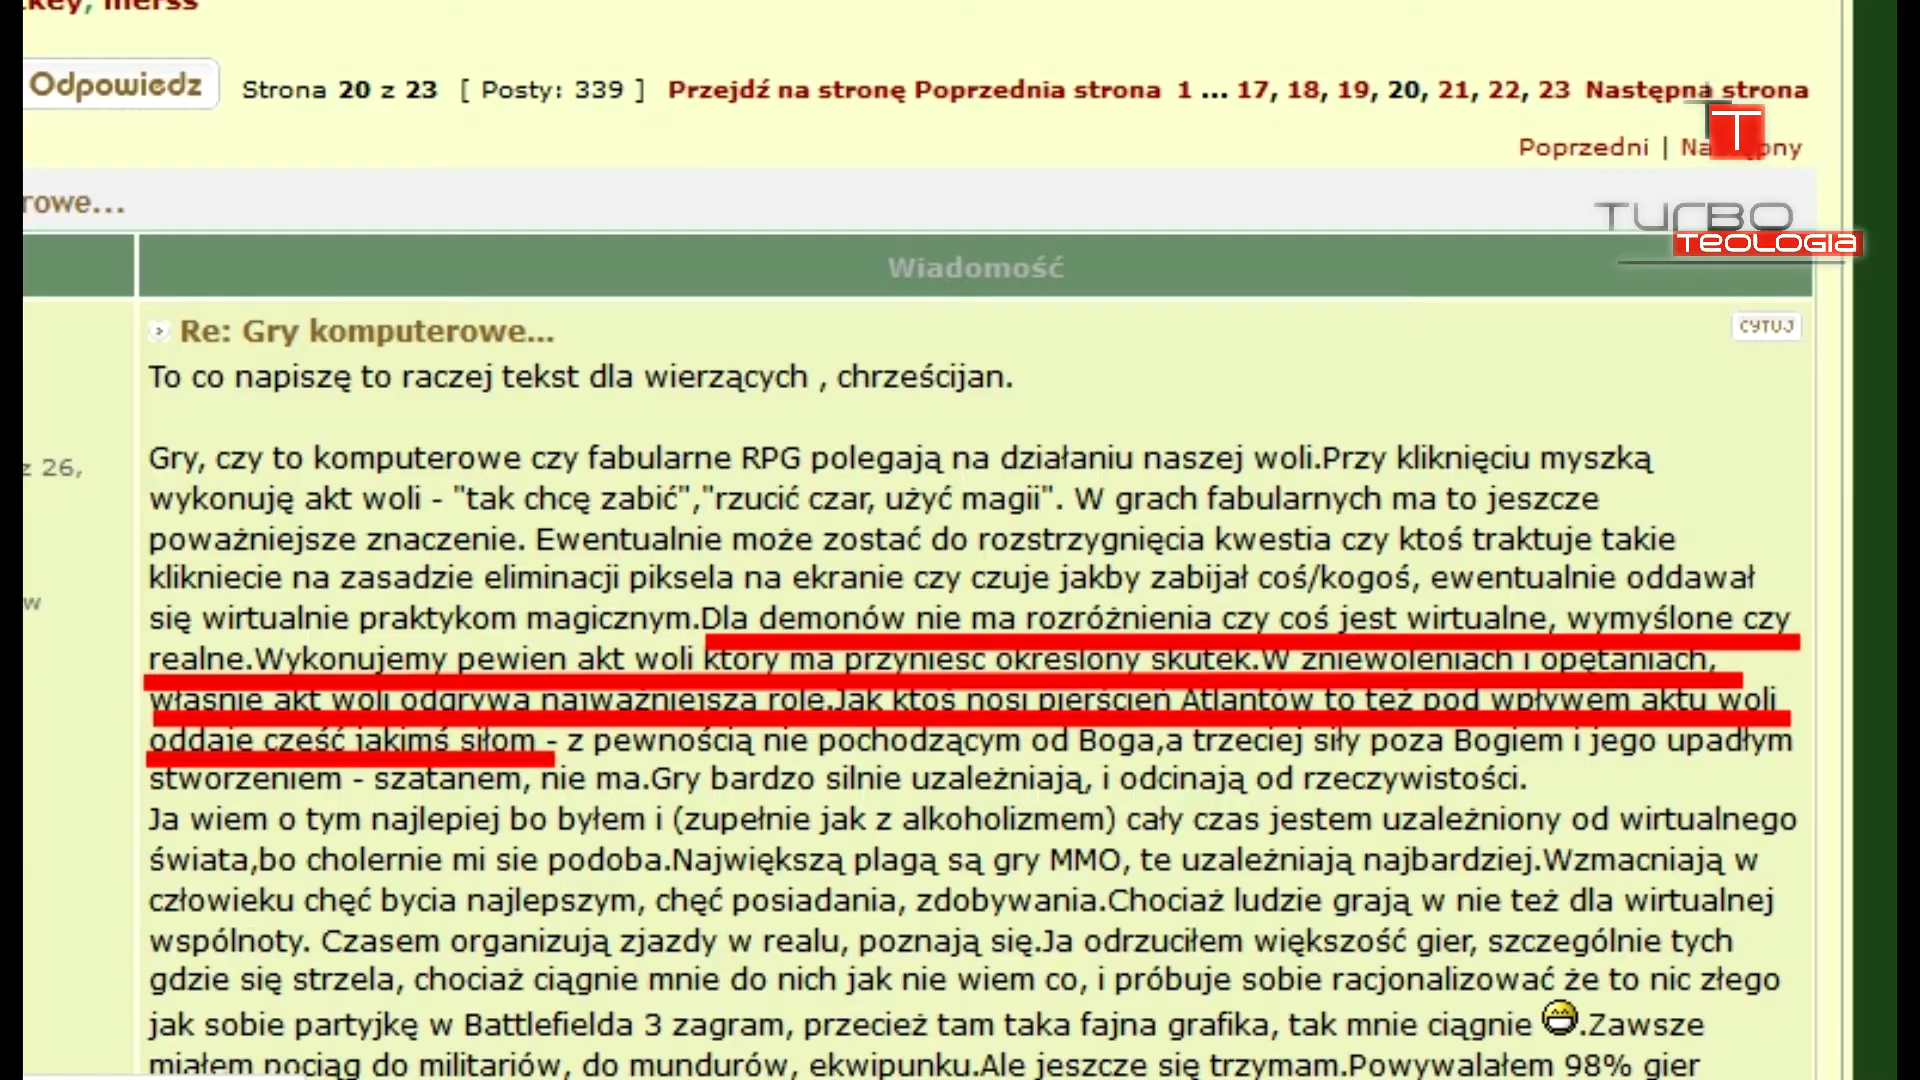 key, merss
Odpowiedz Strona 20 z 23 [ Posty: 339 ] Przejdź na stronę Poprzednia strona 1 ... 17, 18, 19, 20, 21, 22, 23 Następna strona
Poprzedni |
T
rowe...
TURBO
TEOLOGIA
Wiadomość
Re: Gry komputerowe...
CYTUJ
To co napiszę to raczej tekst dla wierzących , chrześcijan.
z 26,
Gry, czy to komputerowe czy fabularne RPG polegają na działaniu naszej woli.Przy kliknięciu myszką
wykonuję akt woli - "tak chcę zabić","rzucić czar, użyć magii". W grach fabularnych ma to jeszcze
poważniejsze znaczenie. Ewentualnie może zostać do rozstrzygnięcia kwestia czy ktoś traktuje takie
klikniecie na zasadzie eliminacji piksela na ekranie czy czuje jakby zabijał coś/kogoś, ewentualnie oddawał
w
się wirtualnie praktykom magicznym.Dla demonów nie ma rozróżnienia czy coś jest wirtualne, wymyślone czy
realne.Wykonujemy pewien akt woli który ma przynieść określony skutek.W zniewoleniach i opętaniach,
własnie akt woli odgrywa najważniejszą rolę.Jak ktoś nosi pierścień Atlantów to też pod wpływem aktu woli
oddaje cześć jakimś siłom - z pewnością nie pochodzącym od Boga,a trzeciej siły poza Bogiem i jego upadłym
stworzeniem - szatanem, nie ma.Gry bardzo silnie uzależniają, i odcinają od rzeczywistości.
Ja wiem o tym najlepiej bo byłem i (zupełnie jak z alkoholizmem) cały czas jestem uzależniony od wirtualnego
świata,bo cholernie mi sie podoba.Największą plagą są gry MMO, te uzależniają najbardziej.Wzmacniają w
człowieku chęć bycia najlepszym, chęć posiadania, zdobywania.Chociaż ludzie grają w nie też dla wirtualnej
wspólnoty. Czasem organizują zjazdy w realu, poznają się.Ja odrzuciłem większość gier, szczególnie tych
gdzie się strzela, chociaż ciągnie mnie do nich jak nie wiem co, i próbuje sobie racjonalizować że to nic złego
jak sobie partyjkę w Battlefielda 3 zagram, przecież tam taka fajna grafika, tak mnie ciągnie .Zawsze
miałem pociąg do militariów, do mundurów, ekwipunku.Ale jeszcze się trzymam.Powywalałem 98% gier